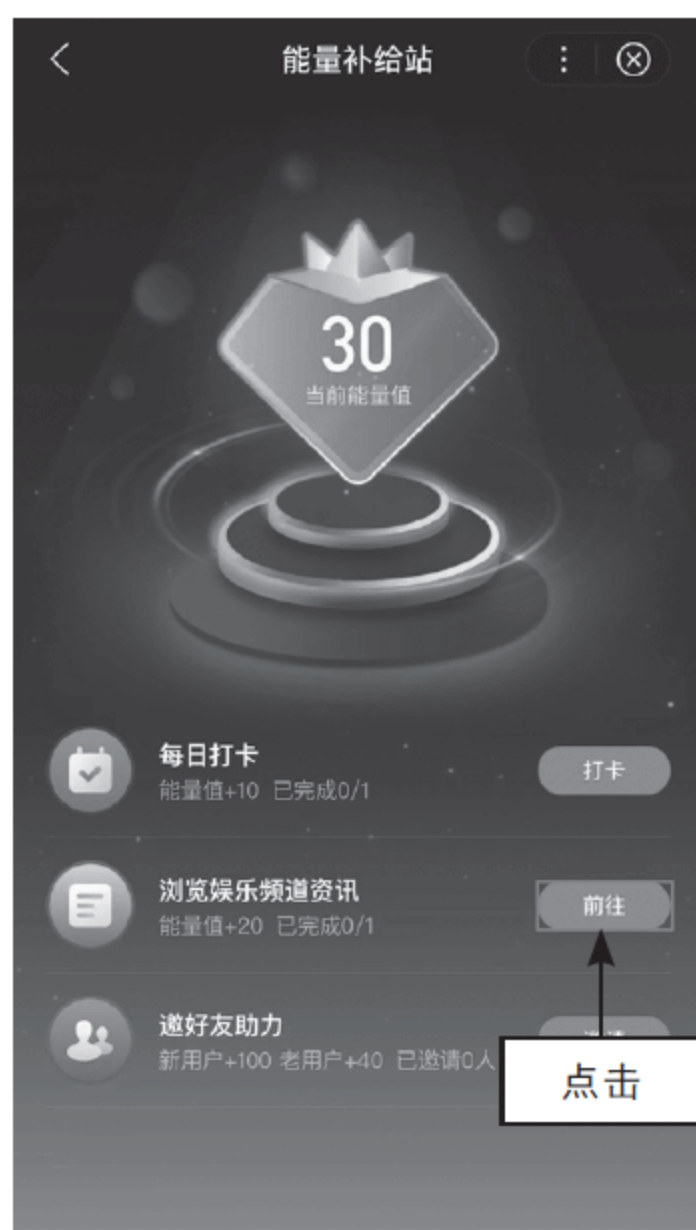 能量补给站
30
当前能量值
每日打卡
能量值+10 已完成0/1
打卡
浏览娱乐频道资讯
能量值+20 已完成0/1
前往
邀好友助力
新用户+100 老用户+40 已邀请0人
点击